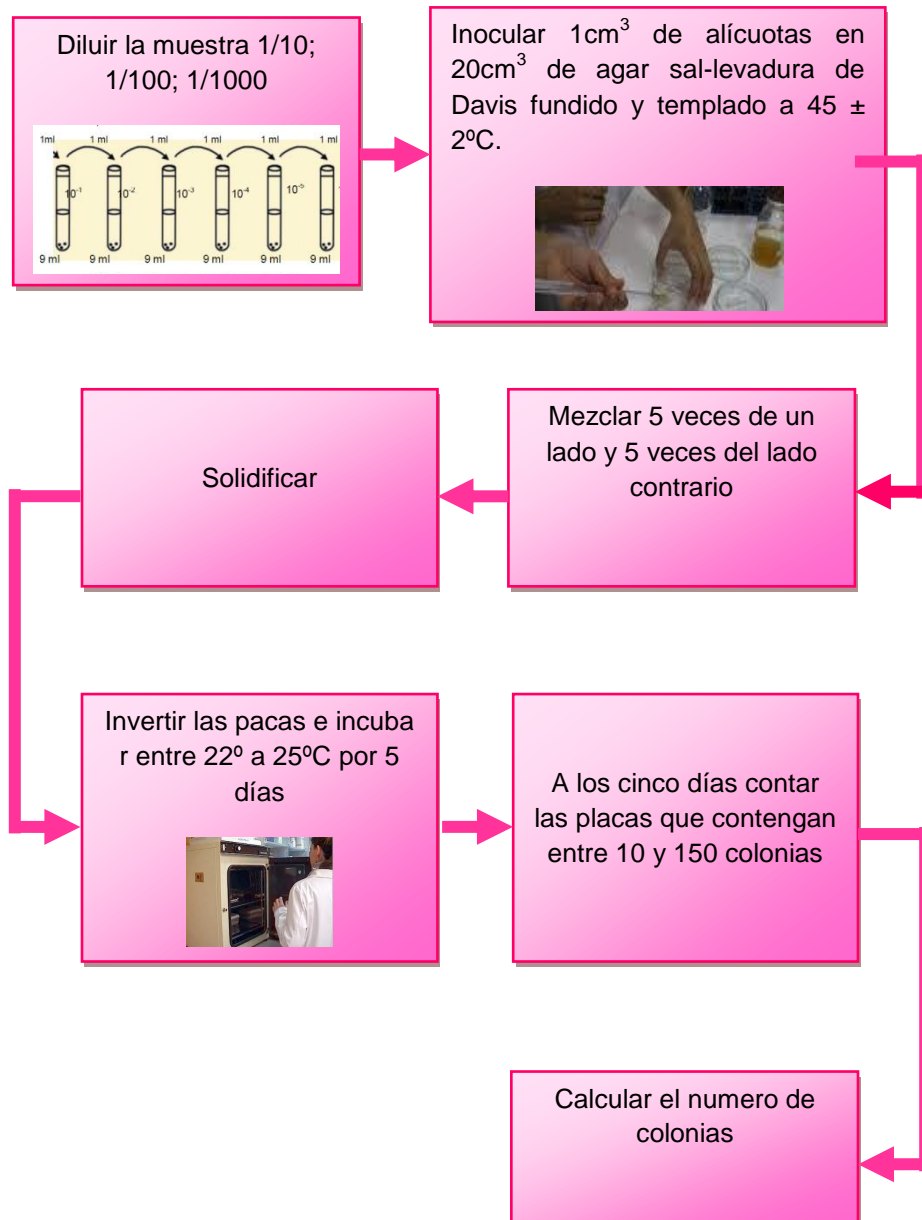 Diluir la muestra 1/10;
1/100; 1/1000
1ml 1 ml 1 ml 1 ml 1 ml 1 ml
10⁻¹ 10⁻² 10⁻³ 10⁻⁴ 10⁻⁵
9 ml 9 ml 9 ml 9 ml 9 ml 9 ml
Inocular 1cm³ de alícuotas en
20cm³ de agar sal-levadura de
Davis fundido y templado a 45 ±
2ºC.
Mezclar 5 veces de un
lado y 5 veces del lado
contrario
Solidificar
Invertir las pacas e incuba
r entre 22º a 25ºC por 5
días
A los cinco días contar
las placas que contengan
entre 10 y 150 colonias
Calcular el numero de
colonias